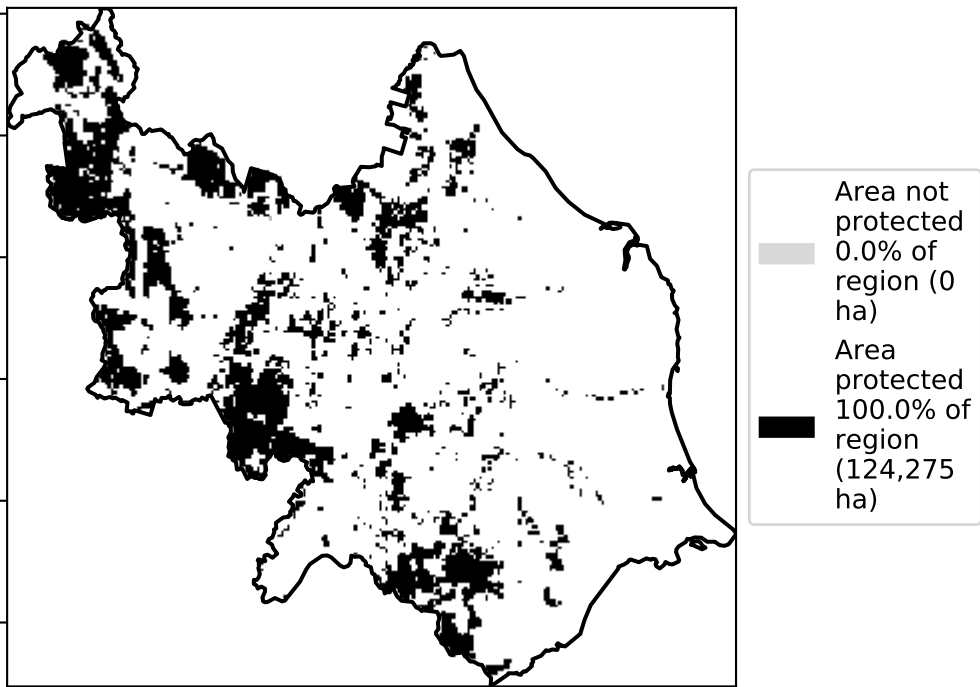 Area not
protected
0.0% of
region (0
ha)
Area
protected
100.0% of
region
(124,275
ha)